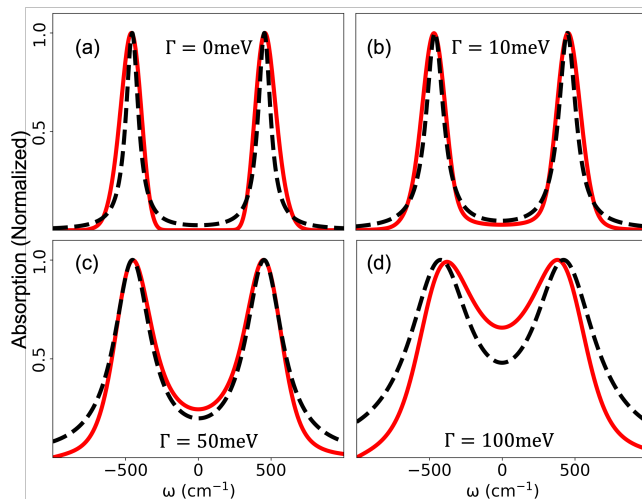 (a) Γ = 0meV
(b) Γ = 10meV
1.0
0.5
Absorption (Normalized)
(c)
Γ = 50meV
(d)
Γ = 100meV
1.0
0.5
−500 0 500
−500 0 500
ω (cm⁻¹)
ω (cm⁻¹)